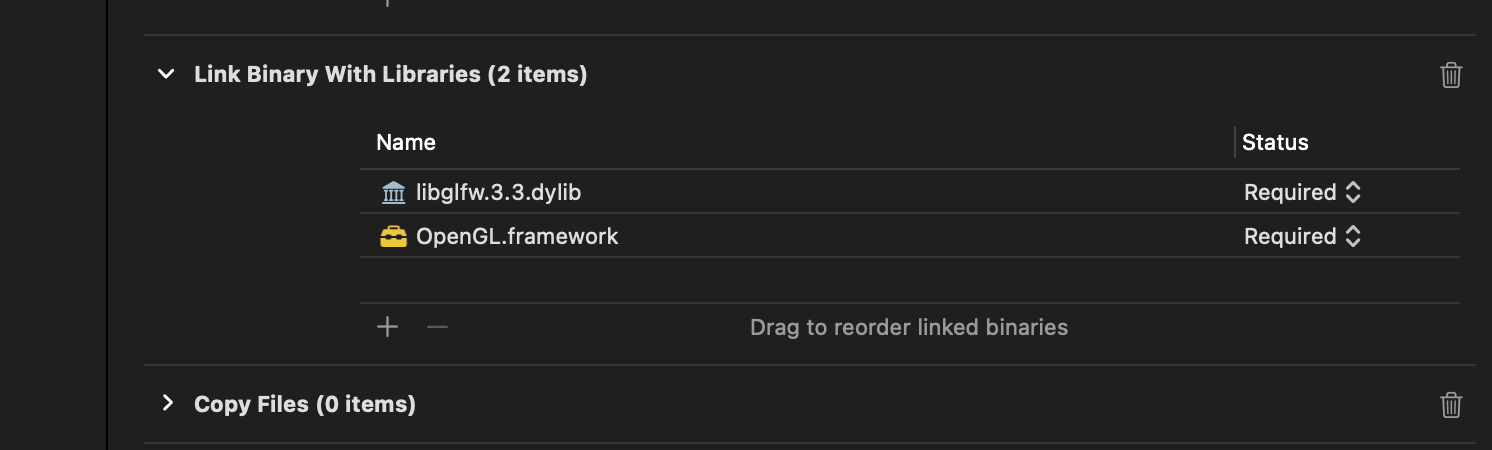 Link Binary With Libraries (2 items)
Name Status
libglfw.3.3.dylib Required
OpenGL.framework Required
Drag to reorder linked binaries
Copy Files (0 items)